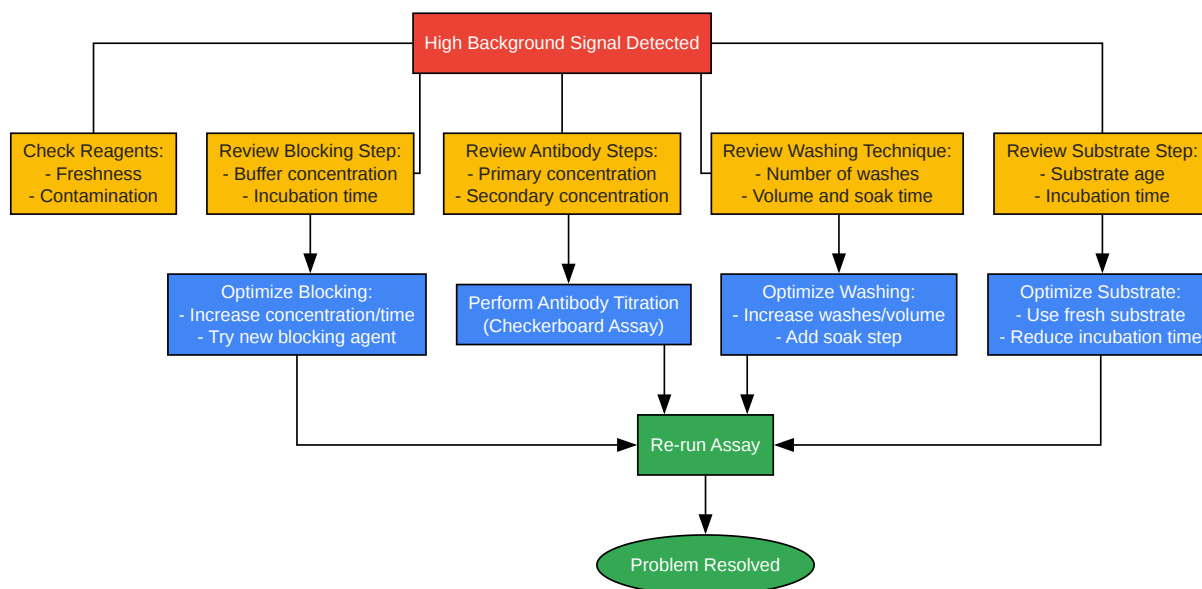 High Background Signal Detected
Check Reagents:
- Freshness
- Contamination
Review Blocking Step:
- Buffer concentration
- Incubation time
Review Antibody Steps:
- Primary concentration
- Secondary concentration
Review Washing Technique:
- Number of washes
- Volume and soak time
Review Substrate Step:
- Substrate age
- Incubation time
Optimize Blocking:
- Increase concentration/time
- Try new blocking agent
Perform Antibody Titration
(Checkerboard Assay)
Optimize Washing:
- Increase washes/volume
- Add soak step
Optimize Substrate:
- Use fresh substrate
- Reduce incubation time
Re-run Assay
Problem Resolved